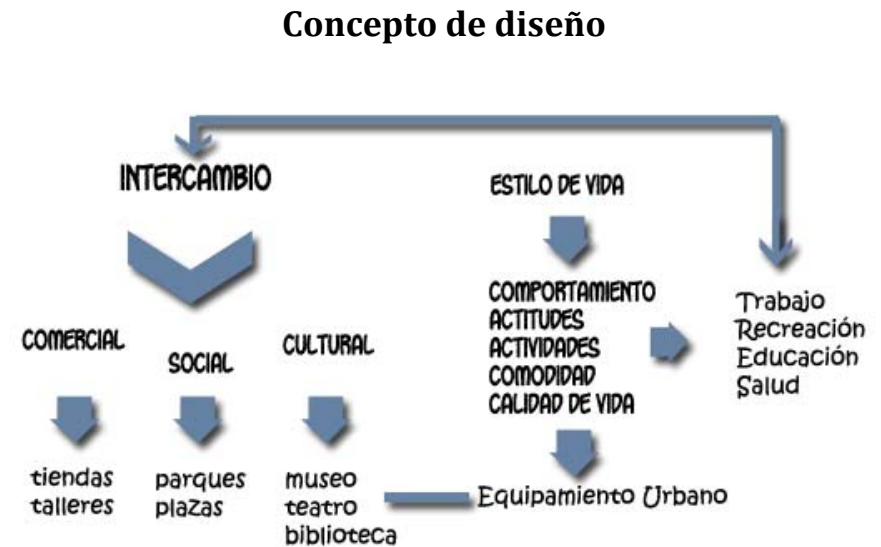 Concepto de diseño
INTERCAMBIO
COMERCIAL
SOCIAL
CULTURAL
tiendas
talleres
parques
plazas
museo
teatro
biblioteca
ESTILO DE VIDA
COMPORTAMIENTO
ACTITUDES
ACTIVIDADES
COMODIDAD
CALIDAD DE VIDA
Equipamiento Urbano
Trabajo
Recreación
Educación
Salud